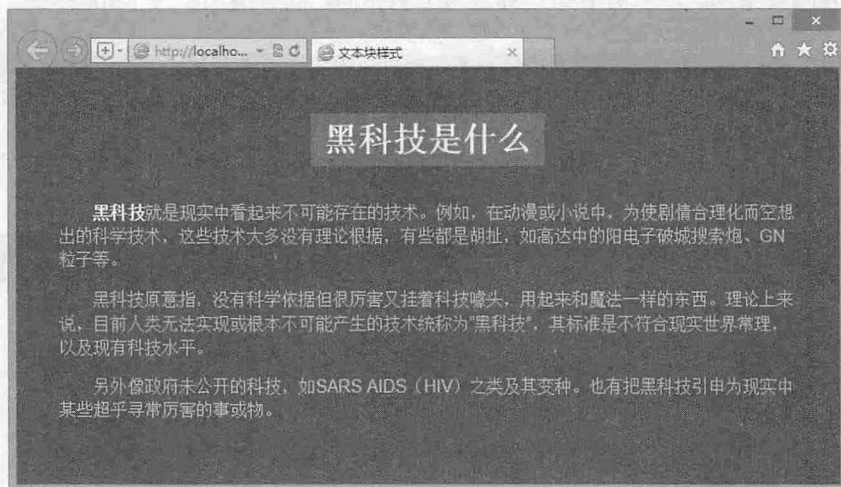 http://localho...
文本块样式
黑科技是什么
黑科技就是现实中看起来不可能存在的技术。例如，在动漫或小说中，为使剧情合理化而空想
出的科学技术，这些技术大多没有理论根据，有些都是胡扯，如高达中的阳电子破城搜索炮、GN
粒子等。
黑科技原意指，没有科学依据但很厉害又挂着科技噱头，用起来和魔法一样的东西。理论上来
说，目前人类无法实现或根本不可能产生的技术统称为“黑科技”，其标准是不符合现实世界常理，
以及现有科技水平。
另外像政府未公开的科技，如SARS AIDS（HIV）之类及其变种。也有把黑科技引申为现实中
某些超乎寻常厉害的事或物。